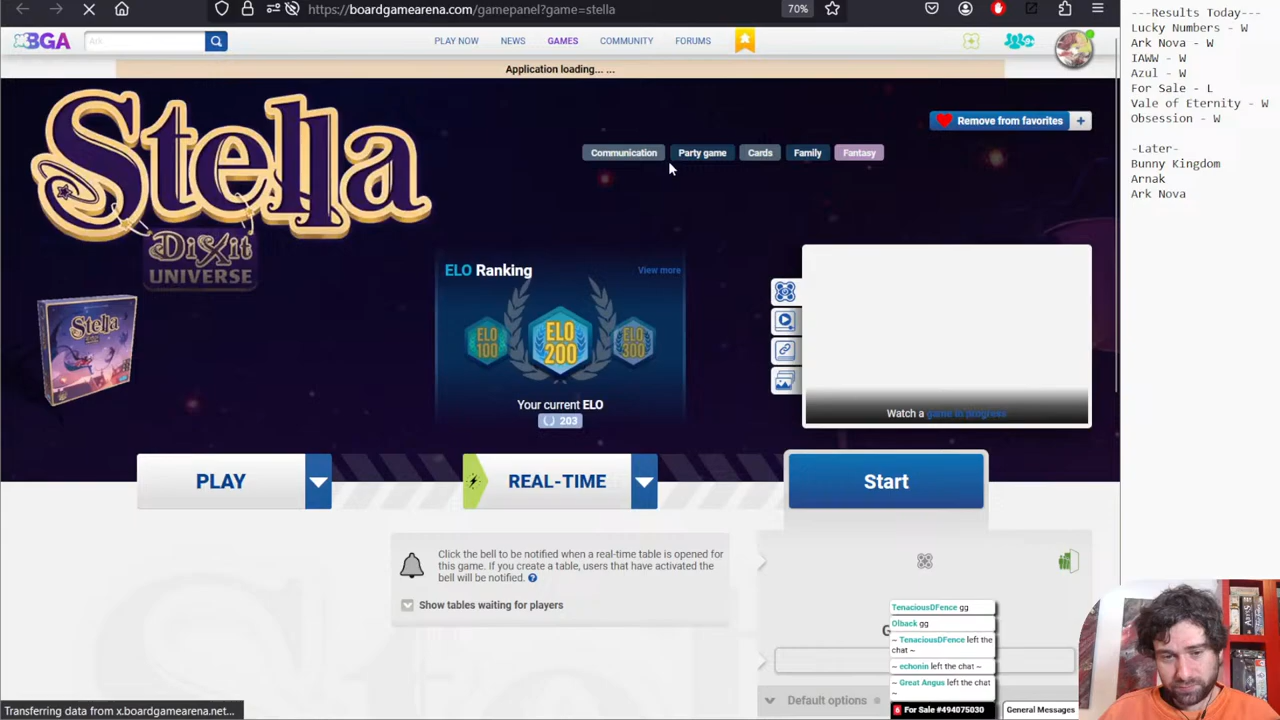 https://boardgamearena.com/gamepanel?game=stella
70%
BGA
Ark
PLAY NOW
NEWS
GAMES
COMMUNITY
FORUMS
Application loading... ...
Stella
DiXit
UNIVERSE
Remove from favorites +
Communication
Party game
Cards
Family
Fantasy
ELO Ranking
View more
ELO 100
ELO 200
ELO 300
Your current ELO
203
Watch a game in progress
PLAY
REAL-TIME
Start
Click the bell to be notified when a real-time table is opened for
this game. If you create a table, users that have activated the
bell will be notified. ?
Show tables waiting for players
Default options
TenaciousDFence gg
Olback gg
~ TenaciousDFence left the
chat ~
~ echonin left the chat ~
~ Great Angus left the chat
~
For Sale #494075030
General Messages
Transferring data from x.boardgamearena.net...
---Results Today---
Lucky Numbers - W
Ark Nova - W
IAWW - W
Azul - W
For Sale - L
Vale of Eternity - W
Obsession - W
-Later-
Bunny Kingdom
Arnak
Ark Nova